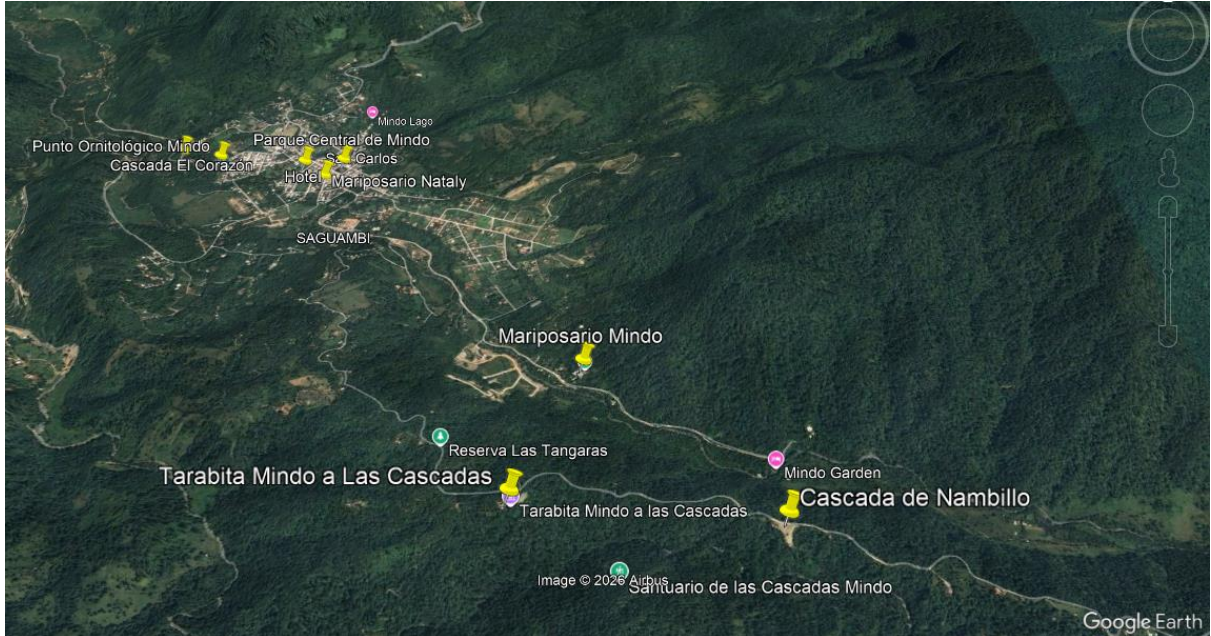 Mindo Lago
Parque Central de Mindo
Punto Ornitológico Mindo
San Carlos
Cascada El Corazón
Hotel
Mariposario Nataly
SAGUAMBI
Mariposario Mindo
Reserva Las Tangaras
Mindo Garden
Tarabita Mindo a Las Cascadas
Cascada de Nambillo
Tarabita Mindo a las Cascadas
Image © 2026 Airbus
Santuario de las Cascadas Mindo
Google Earth